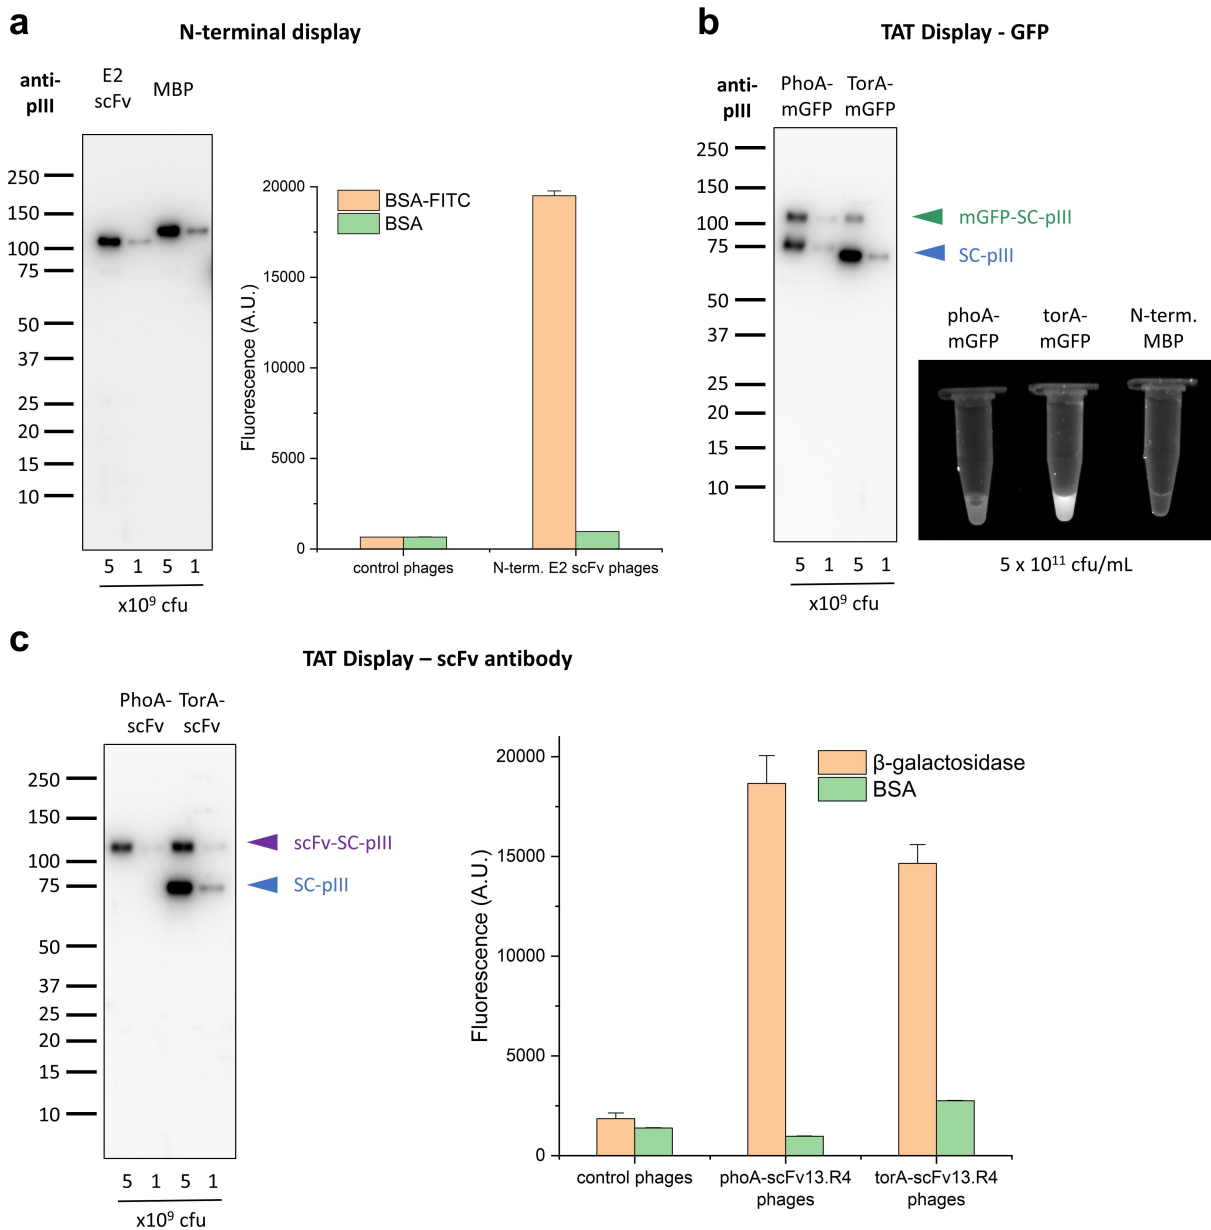 a
N-terminal display
anti-
pIII
E2
scFv
MBP
250
150
100
75
50
37
25
20
15
10
5 1 5 1
x10⁹ cfu
20000
15000
10000
5000
0
Fluorescence (A.U.)
BSA-FITC
BSA
control phages
N-term. E2 scFv phages
b
TAT Display - GFP
anti-
pIII
PhoA-
mGFP
TorA-
mGFP
250
150
100
75
50
37
25
20
15
10
mGFP-SC-pIII
SC-pIII
5 1 5 1
x10⁹ cfu
phoA-
mGFP
torA-
mGFP
N-term.
MBP
5 x 10¹¹ cfu/mL
c
TAT Display – scFv antibody
PhoA-
scFv
TorA-
scFv
250
150
100
75
50
37
25
20
15
10
scFv-SC-pIII
SC-pIII
5 1 5 1
x10⁹ cfu
20000
15000
10000
5000
0
Fluorescence (A.U.)
β-galactosidase
BSA
control phages
phoA-scFv13.R4
phages
torA-scFv13.R4
phages